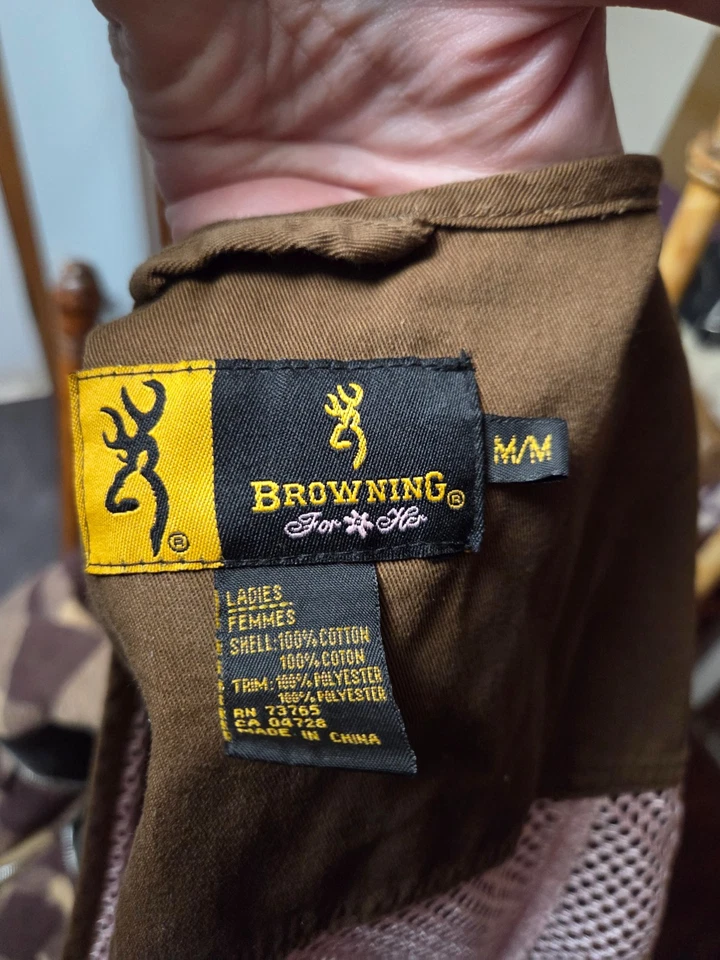 BROWNING®
For Her
M/M
®
LADIES
FEMMES
SHELL: 100% COTTON
100% COTON
TRIM: 100% POLYESTER
100% POLYESTER
RN 73765
CA 04728
MADE IN CHINA